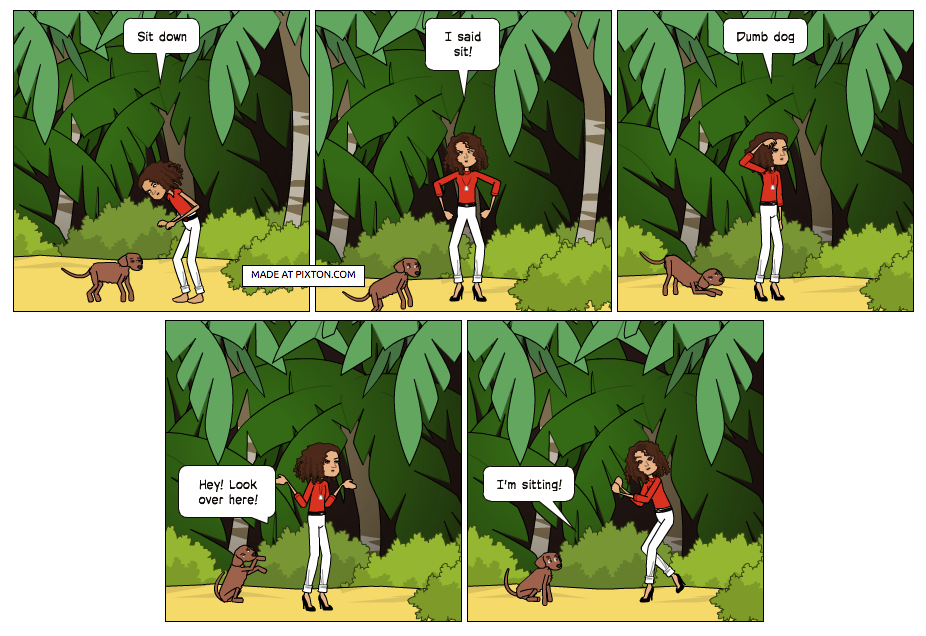 Sit down
I said
sit!
Dumb dog
MADE AT PIXTON.COM
Hey! Look
over here!
I'm sitting!